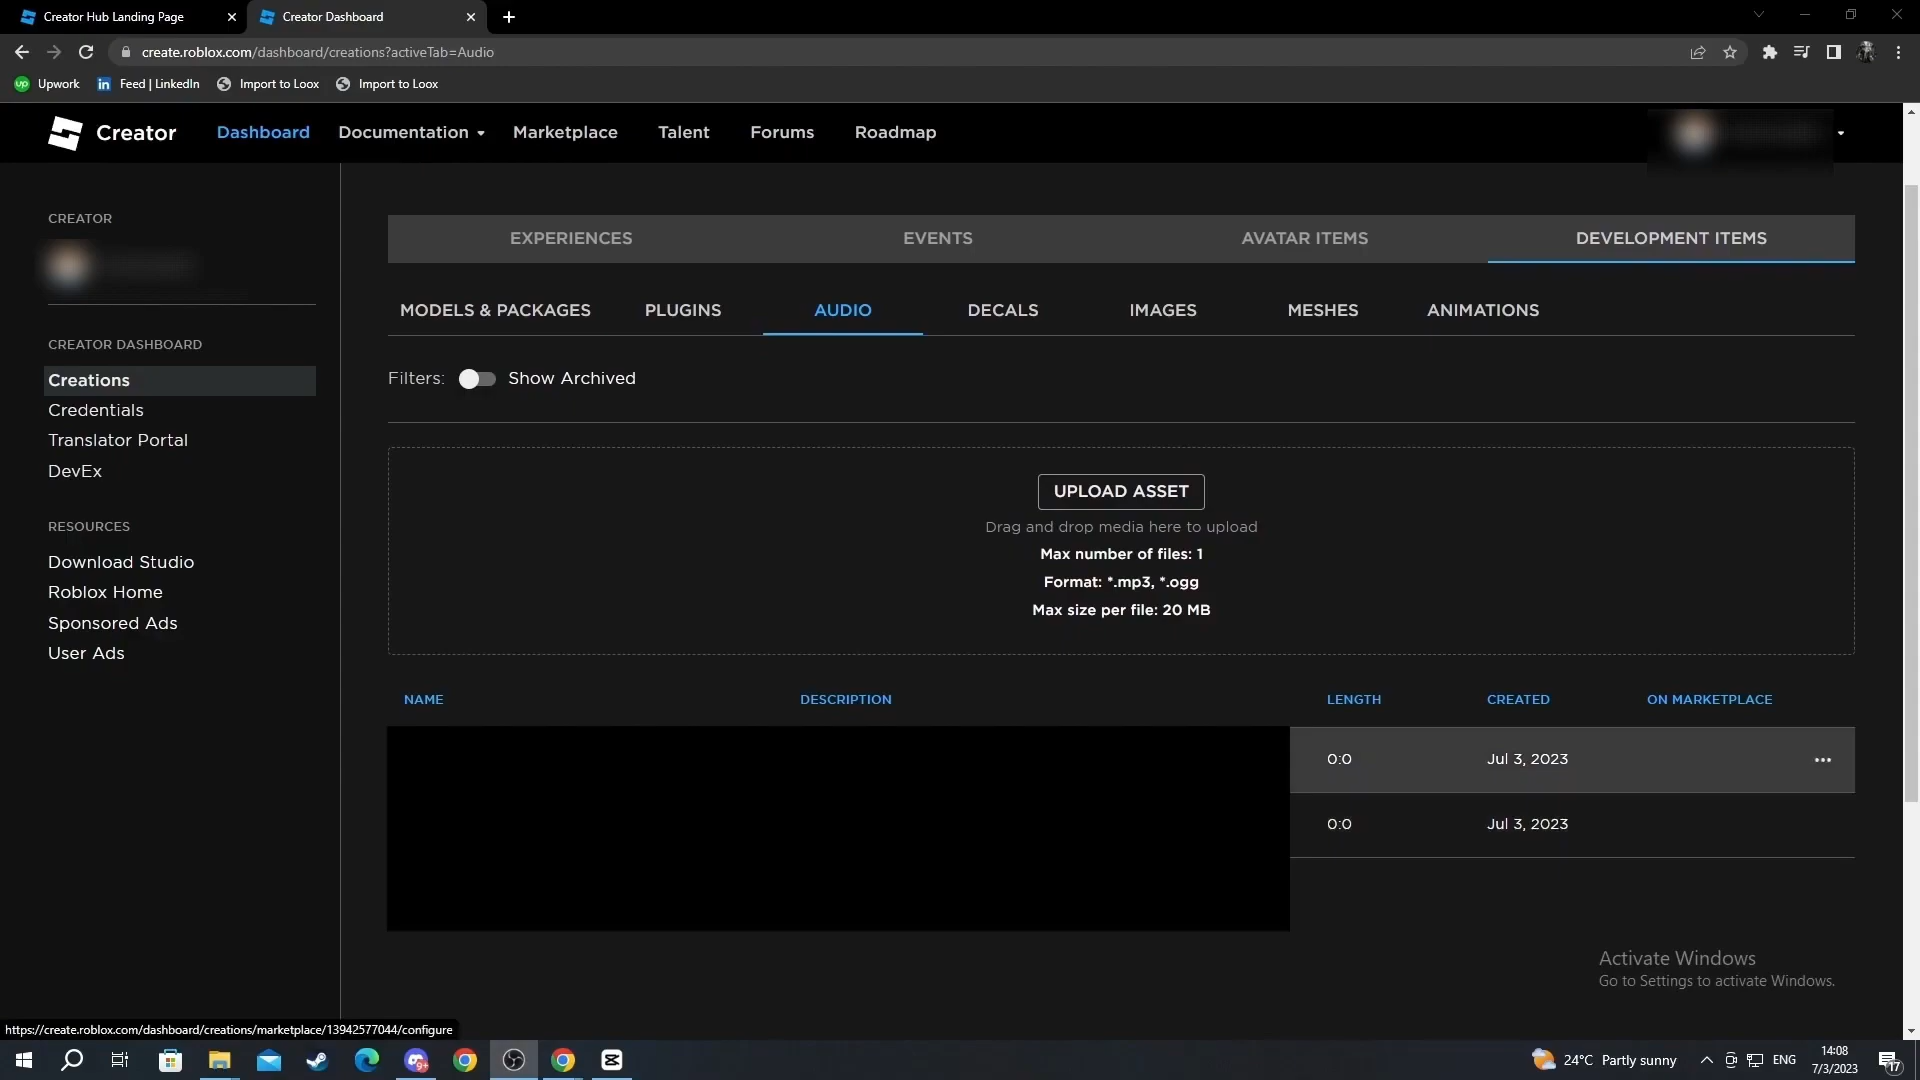 Creator Hub Landing Page
Creator Dashboard
create.roblox.com/dashboard/creations?activeTab=Audio
up Upwork
in Feed | LinkedIn
Import to Loox
Import to Loox
Creator
Dashboard
Documentation
Marketplace
Talent
Forums
Roadmap
CREATOR
CREATOR DASHBOARD
Creations
Credentials
Translator Portal
DevEx
RESOURCES
Download Studio
Roblox Home
Sponsored Ads
User Ads
EXPERIENCES
EVENTS
AVATAR ITEMS
DEVELOPMENT ITEMS
MODELS & PACKAGES
PLUGINS
AUDIO
DECALS
IMAGES
MESHES
ANIMATIONS
Filters:
Show Archived
UPLOAD ASSET
Drag and drop media here to upload
Max number of files: 1
Format: *.mp3, *.ogg
Max size per file: 20 MB
NAME
DESCRIPTION
LENGTH
CREATED
ON MARKETPLACE
0:0
Jul 3, 2023
0:0
Jul 3, 2023
Activate Windows
Go to Settings to activate Windows.
https://create.roblox.com/dashboard/creations/marketplace/13942577044/configure
9+
24°C Partly sunny
ENG
14:08
7/3/2023
17